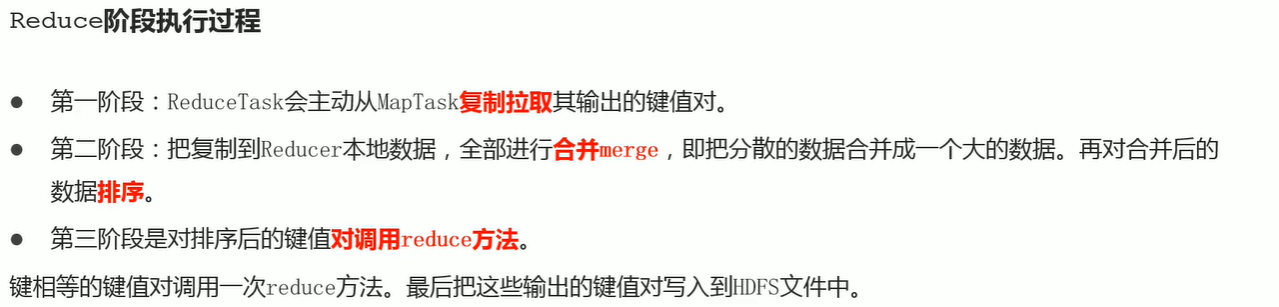 Reduce阶段执行过程
● 第一阶段：ReduceTask会主动从MapTask复制拉取其输出的键值对。
● 第二阶段：把复制到Reducer本地数据，全部进行合并merge，即把分散的数据合并成一个大的数据。再对合并后的
数据排序。
● 第三阶段是对排序后的键值对调用reduce方法。
键相等的键值对调用一次reduce方法。最后把这些输出的键值对写入到HDFS文件中。